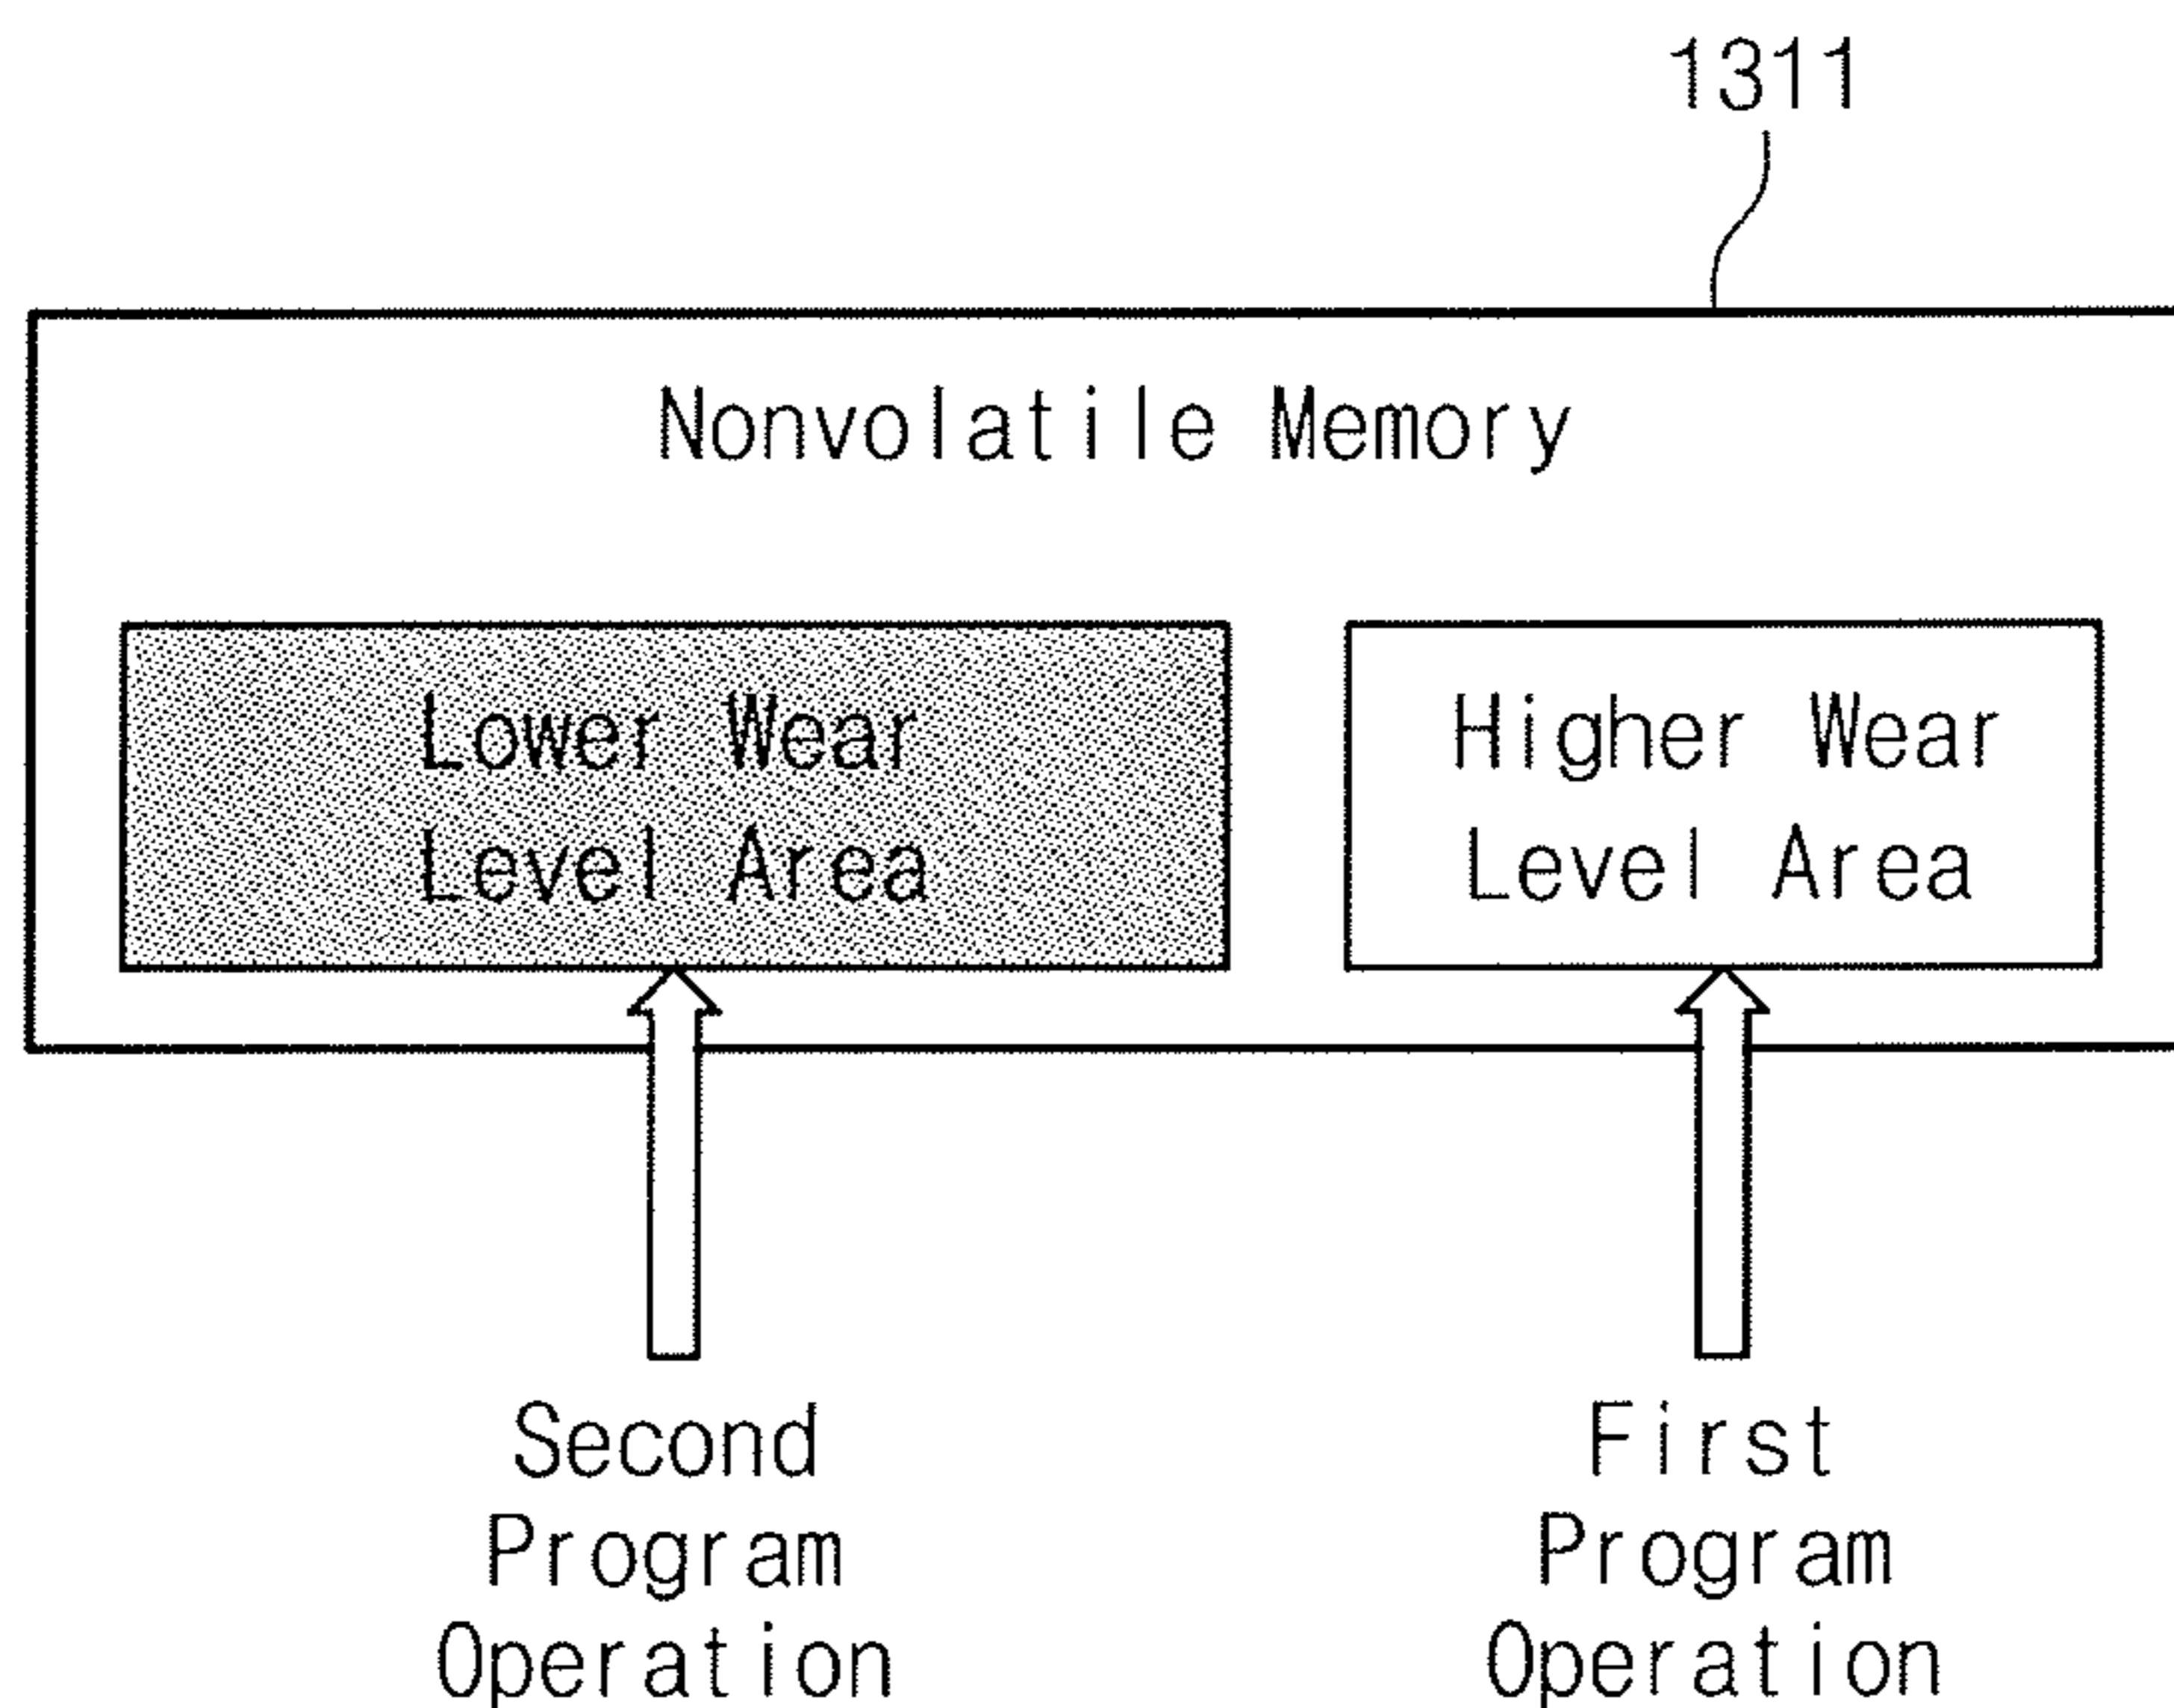 1311
Nonvolatile Memory
Lower Wear
Level Area
Higher Wear
Level Area
Second
Program
Operation
First
Program
Operation